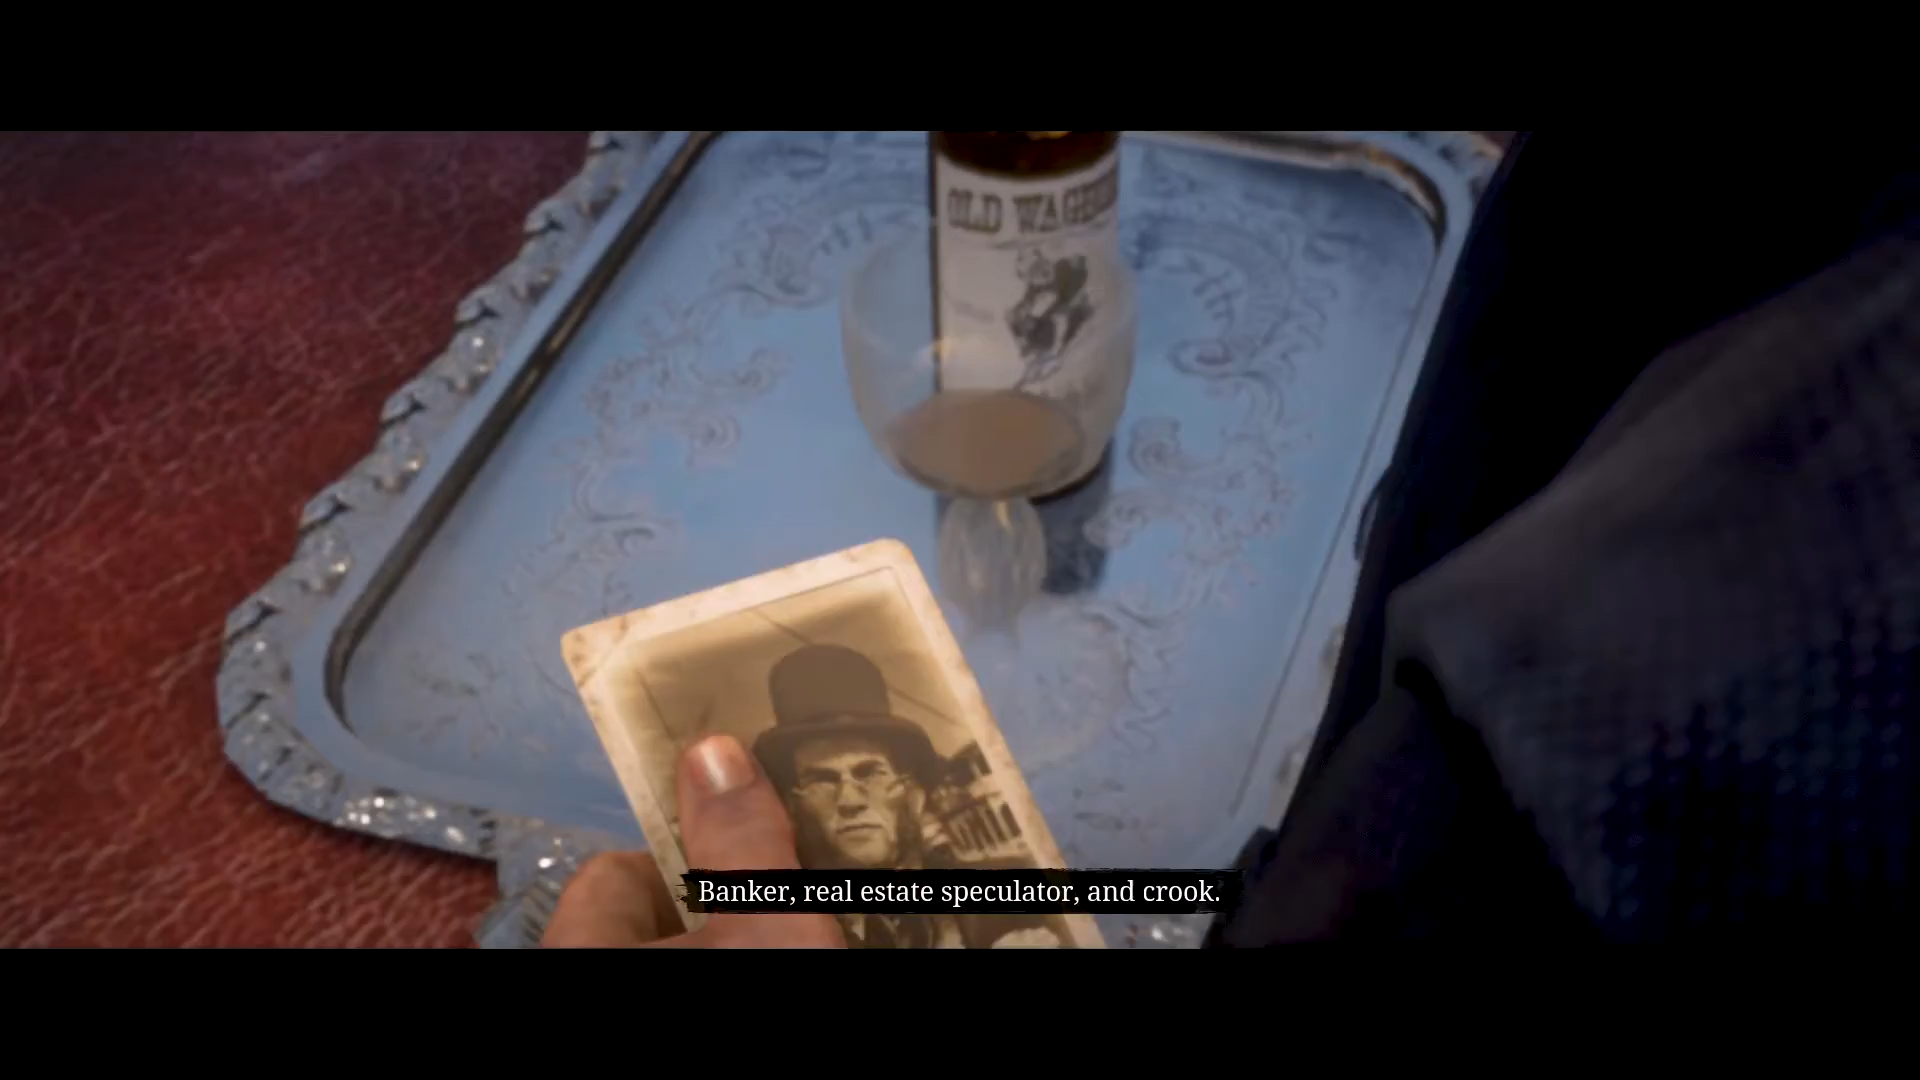 OLD WAG
Banker, real estate speculator, and crook.